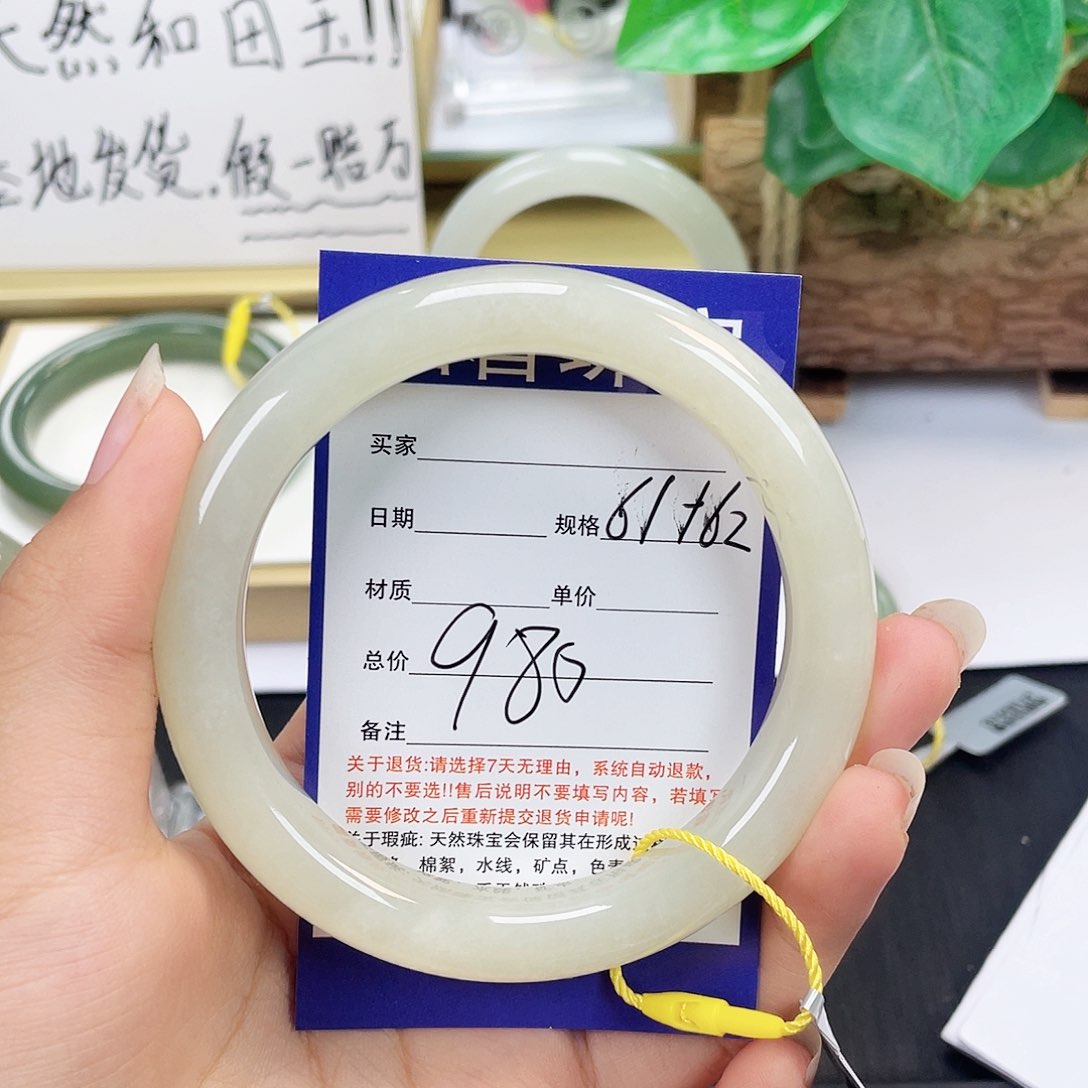 然和田玉!!
地发货.假一赔万
买家
日期 规格 61+62
材质 单价
总价 980
备注
关于退货:请选择7天无理由，系统自动退款，
别的不要选!!售后说明不要填写内容，若填写
需要修改之后重新提交退货申请呢!
关于瑕疵: 天然珠宝会保留其在形成过
棉絮，水线，矿点，色